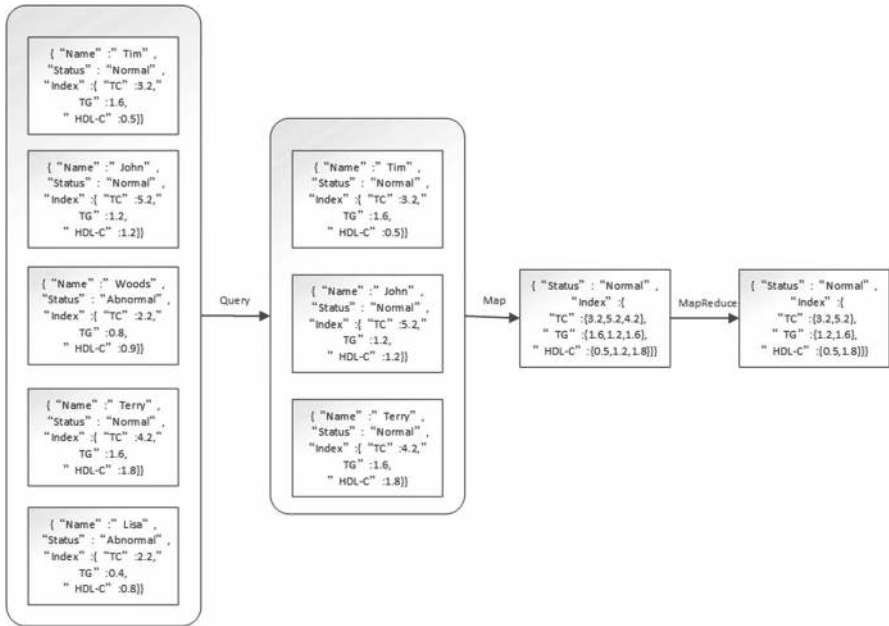 { “Name” :” Tim” ,
“Status” : “Normal” ,
“Index” :{ “TC” :3.2,”
TG” :1.6,
“ HDL-C” :0.5}}
{ “Name” :” John” ,
“Status” : “Normal” ,
“Index” :{ “TC” :5.2,”
TG” :1.2,
“ HDL-C” :1.2}}
{ “Name” :” Woods” ,
“Status” : “Abnormal” ,
“Index” :{ “TC” :2.2,”
TG” :0.8,
“ HDL-C” :0.9}}
{ “Name” :” Terry” ,
“Status” : “Normal” ,
“Index” :{ “TC” :4.2,”
TG” :1.6,
“ HDL-C” :1.8}}
{ “Name” :” Lisa” ,
“Status” : “Abnormal” ,
“Index” :{ “TC” :2.2,”
TG” :0.4,
“ HDL-C” :0.8}}
Query
{ “Name” :” Tim” ,
“Status” : “Normal” ,
“Index” :{ “TC” :3.2,”
TG” :1.6,
“ HDL-C” :0.5}}
{ “Name” :” John” ,
“Status” : “Normal” ,
“Index” :{ “TC” :5.2,”
TG” :1.2,
“ HDL-C” :1.2}}
{ “Name” :” Terry” ,
“Status” : “Normal” ,
“Index” :{ “TC” :4.2,”
TG” :1.6,
“ HDL-C” :1.8}}
Map
{ “Status” : “Normal” ,
“Index” :{
“TC” :{3.2,5.2,4.2},
“ TG” :{1.6,1.2,1.6},
“ HDL-C” :{0.5,1.2,1.8}}}
MapReduce
{ “Status” : “Normal” ,
“Index” :{
“TC” :{3.2,5.2},
“ TG” :{1.2,1.6},
“ HDL-C” :{0.5,1.8}}}